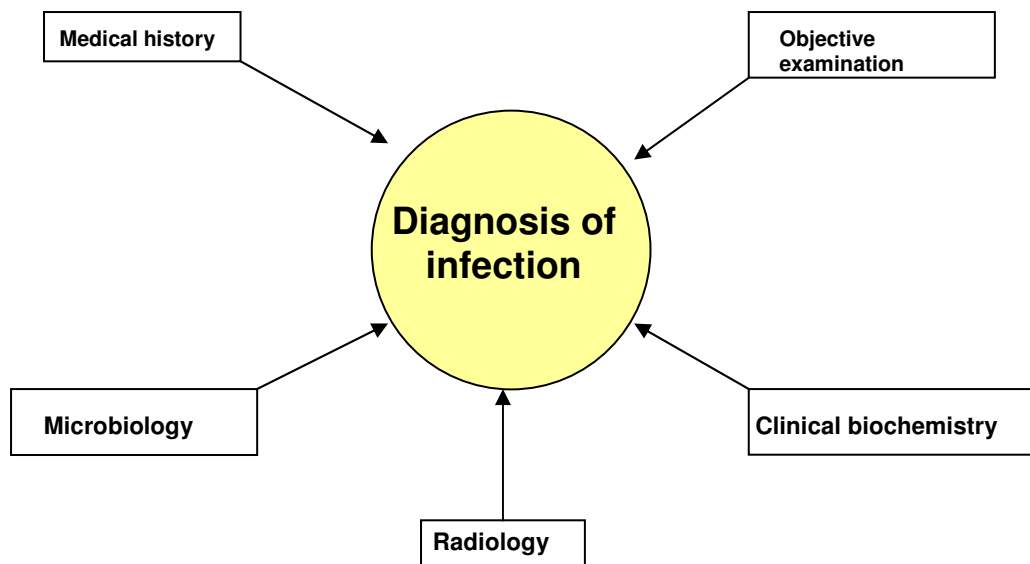 Medical history
Objective
examination
Diagnosis of
infection
Microbiology
Clinical biochemistry
Radiology